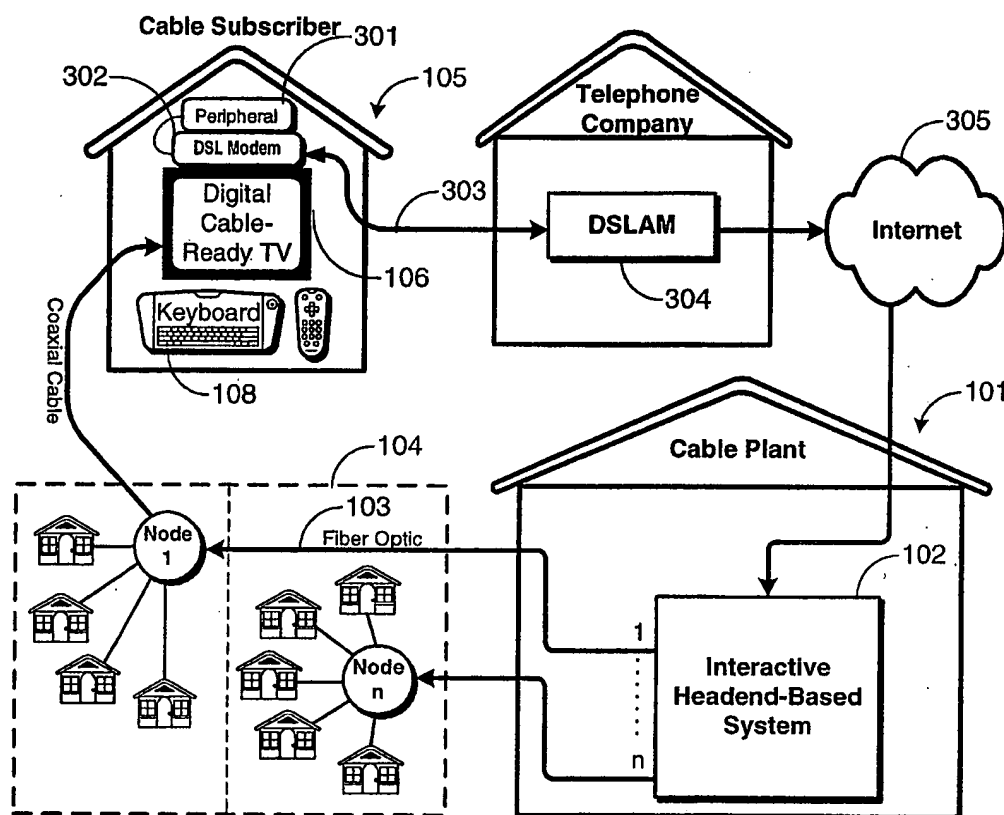 Cable Subscriber
301
302
105
Peripheral
DSL Modem
Digital
Cable-
Ready TV
106
303
Keyboard
108
Coaxial Cable
Telephone
Company
DSLAM
304
305
Internet
101
Cable Plant
104
103
Fiber Optic
Node
1
Node
n
102
1
n
Interactive
Headend-Based
System